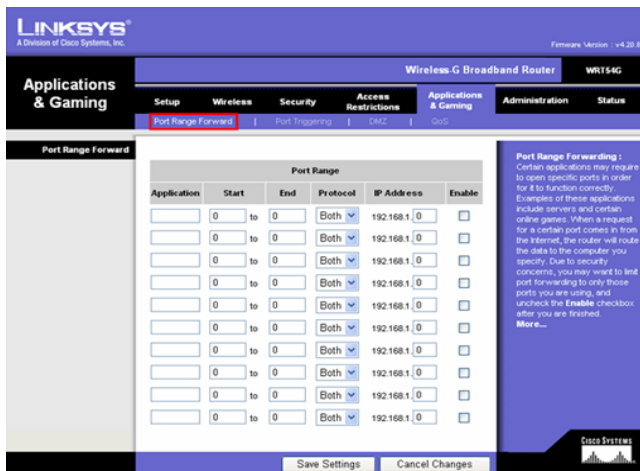 LINKSYS®
A Division of Cisco Systems, Inc.
Firmware Version : v4.20.8
Wireless-G Broadband Router WRT54G
Applications & Gaming
Setup Wireless Security Access Restrictions Applications & Gaming Administration Status
Port Range Forward | Port Triggering | DMZ | QoS
Port Range Forward
Port Range
Application Start End Protocol IP Address Enable
0 to 0 Both 192.168.1. 0
0 to 0 Both 192.168.1. 0
0 to 0 Both 192.168.1. 0
0 to 0 Both 192.168.1. 0
0 to 0 Both 192.168.1. 0
0 to 0 Both 192.168.1. 0
0 to 0 Both 192.168.1. 0
0 to 0 Both 192.168.1. 0
0 to 0 Both 192.168.1. 0
0 to 0 Both 192.168.1. 0
Port Range Forwarding :
Certain applications may require
to open specific ports in order
for it to function correctly.
Examples of these applications
include servers and certain
online games. When a request
for a certain port comes in from
the Internet, the router will route
the data to the computer you
specify. Due to security
concerns, you may want to limit
port forwarding to only those
ports you are using, and
uncheck the Enable checkbox
after you are finished.
More...
Save Settings Cancel Changes
CISCO SYSTEMS